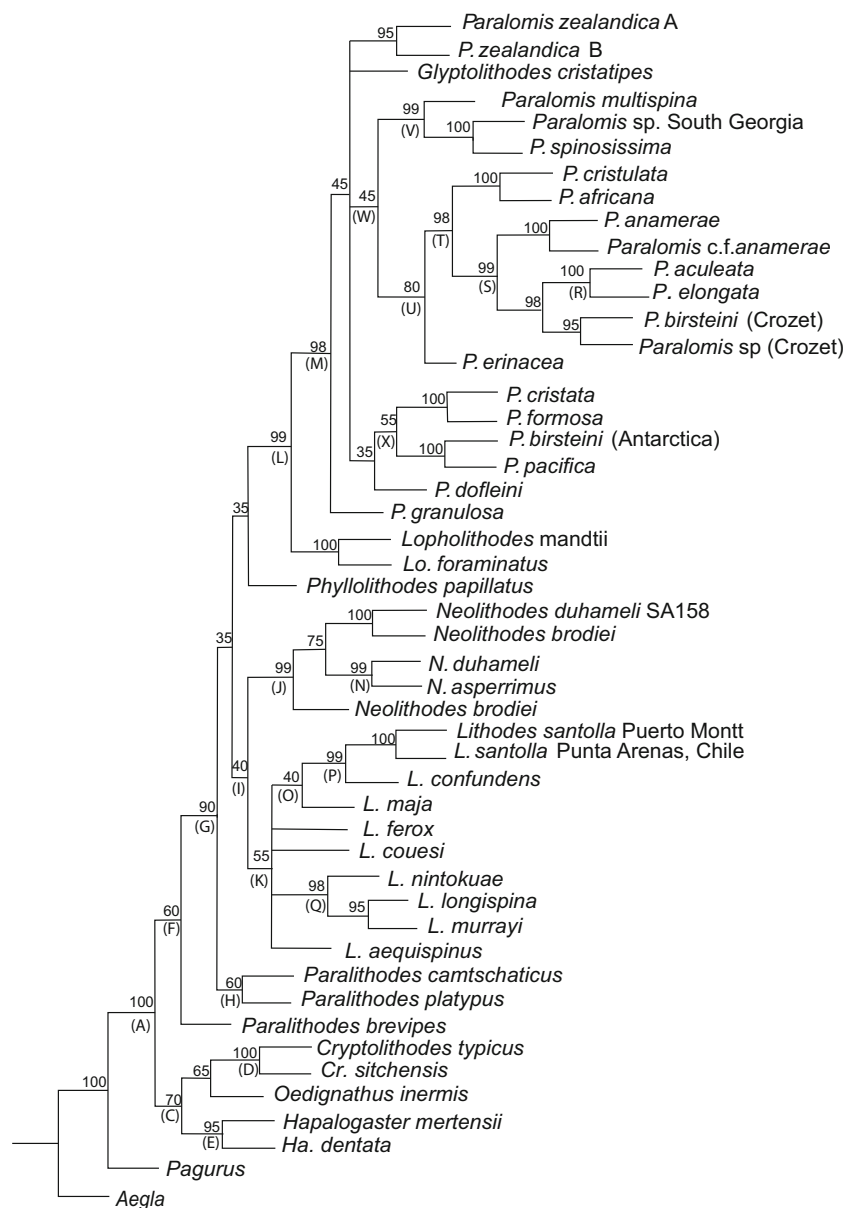 Paralomis zealandica A
95
P. zealandica B
Glyptolithodes cristatipes
Paralomis multispina
99
(V)
100
Paralomis sp. South Georgia
P. spinosissima
P. cristulata
100
P. africana
45
45
(W)
98
(T)
P. anamerae
100
Paralomis c.f.anamerae
99
(S)
P. aculeata
100
(R)
P. elongata
80
(U)
98
P. birsteini (Crozet)
95
Paralomis sp (Crozet)
98
(M)
P. erinacea
P. cristata
100
P. formosa
55
(X)
P. birsteini (Antarctica)
99
(L)
35
100
P. pacifica
P. dofleini
P. granulosa
35
Lopholithodes mandtii
100
Lo. foraminatus
Phyllolithodes papillatus
Neolithodes duhameli SA158
100
Neolithodes brodiei
35
75
N. duhameli
99
(J)
99
(N)
N. asperrimus
Neolithodes brodiei
Lithodes santolla Puerto Montt
100
L. santolla Punta Arenas, Chile
99
(P)
40
(I)
40
(O)
L. confundens
L. maja
90
(G)
L. ferox
L. couesi
55
(K)
L. nintokuae
98
(Q)
L. longispina
95
L. murrayi
60
(F)
L. aequispinus
Paralithodes camtschaticus
60
(H)
Paralithodes platypus
100
(A)
Paralithodes brevipes
Cryptolithodes typicus
100
(D)
Cr. sitchensis
65
100
Oedignathus inermis
70
(C)
Hapalogaster mertensii
95
(E)
Ha. dentata
Pagurus
Aegla